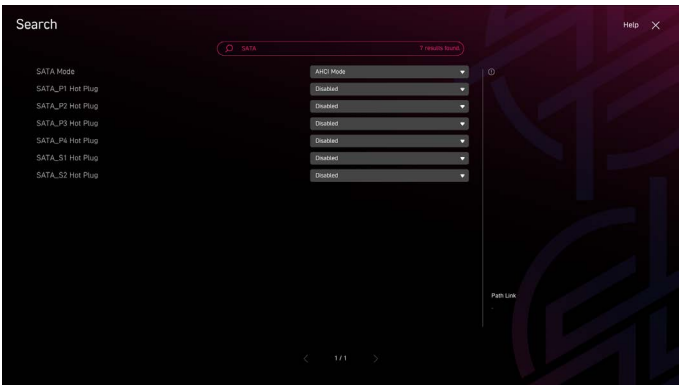 Search
Help
SATA
7 results found
SATA Mode AHCI Mode
SATA_P1 Hot Plug Disabled
SATA_P2 Hot Plug Disabled
SATA_P3 Hot Plug Disabled
SATA_P4 Hot Plug Disabled
SATA_S1 Hot Plug Disabled
SATA_S2 Hot Plug Disabled
Path Link
-
1 / 1